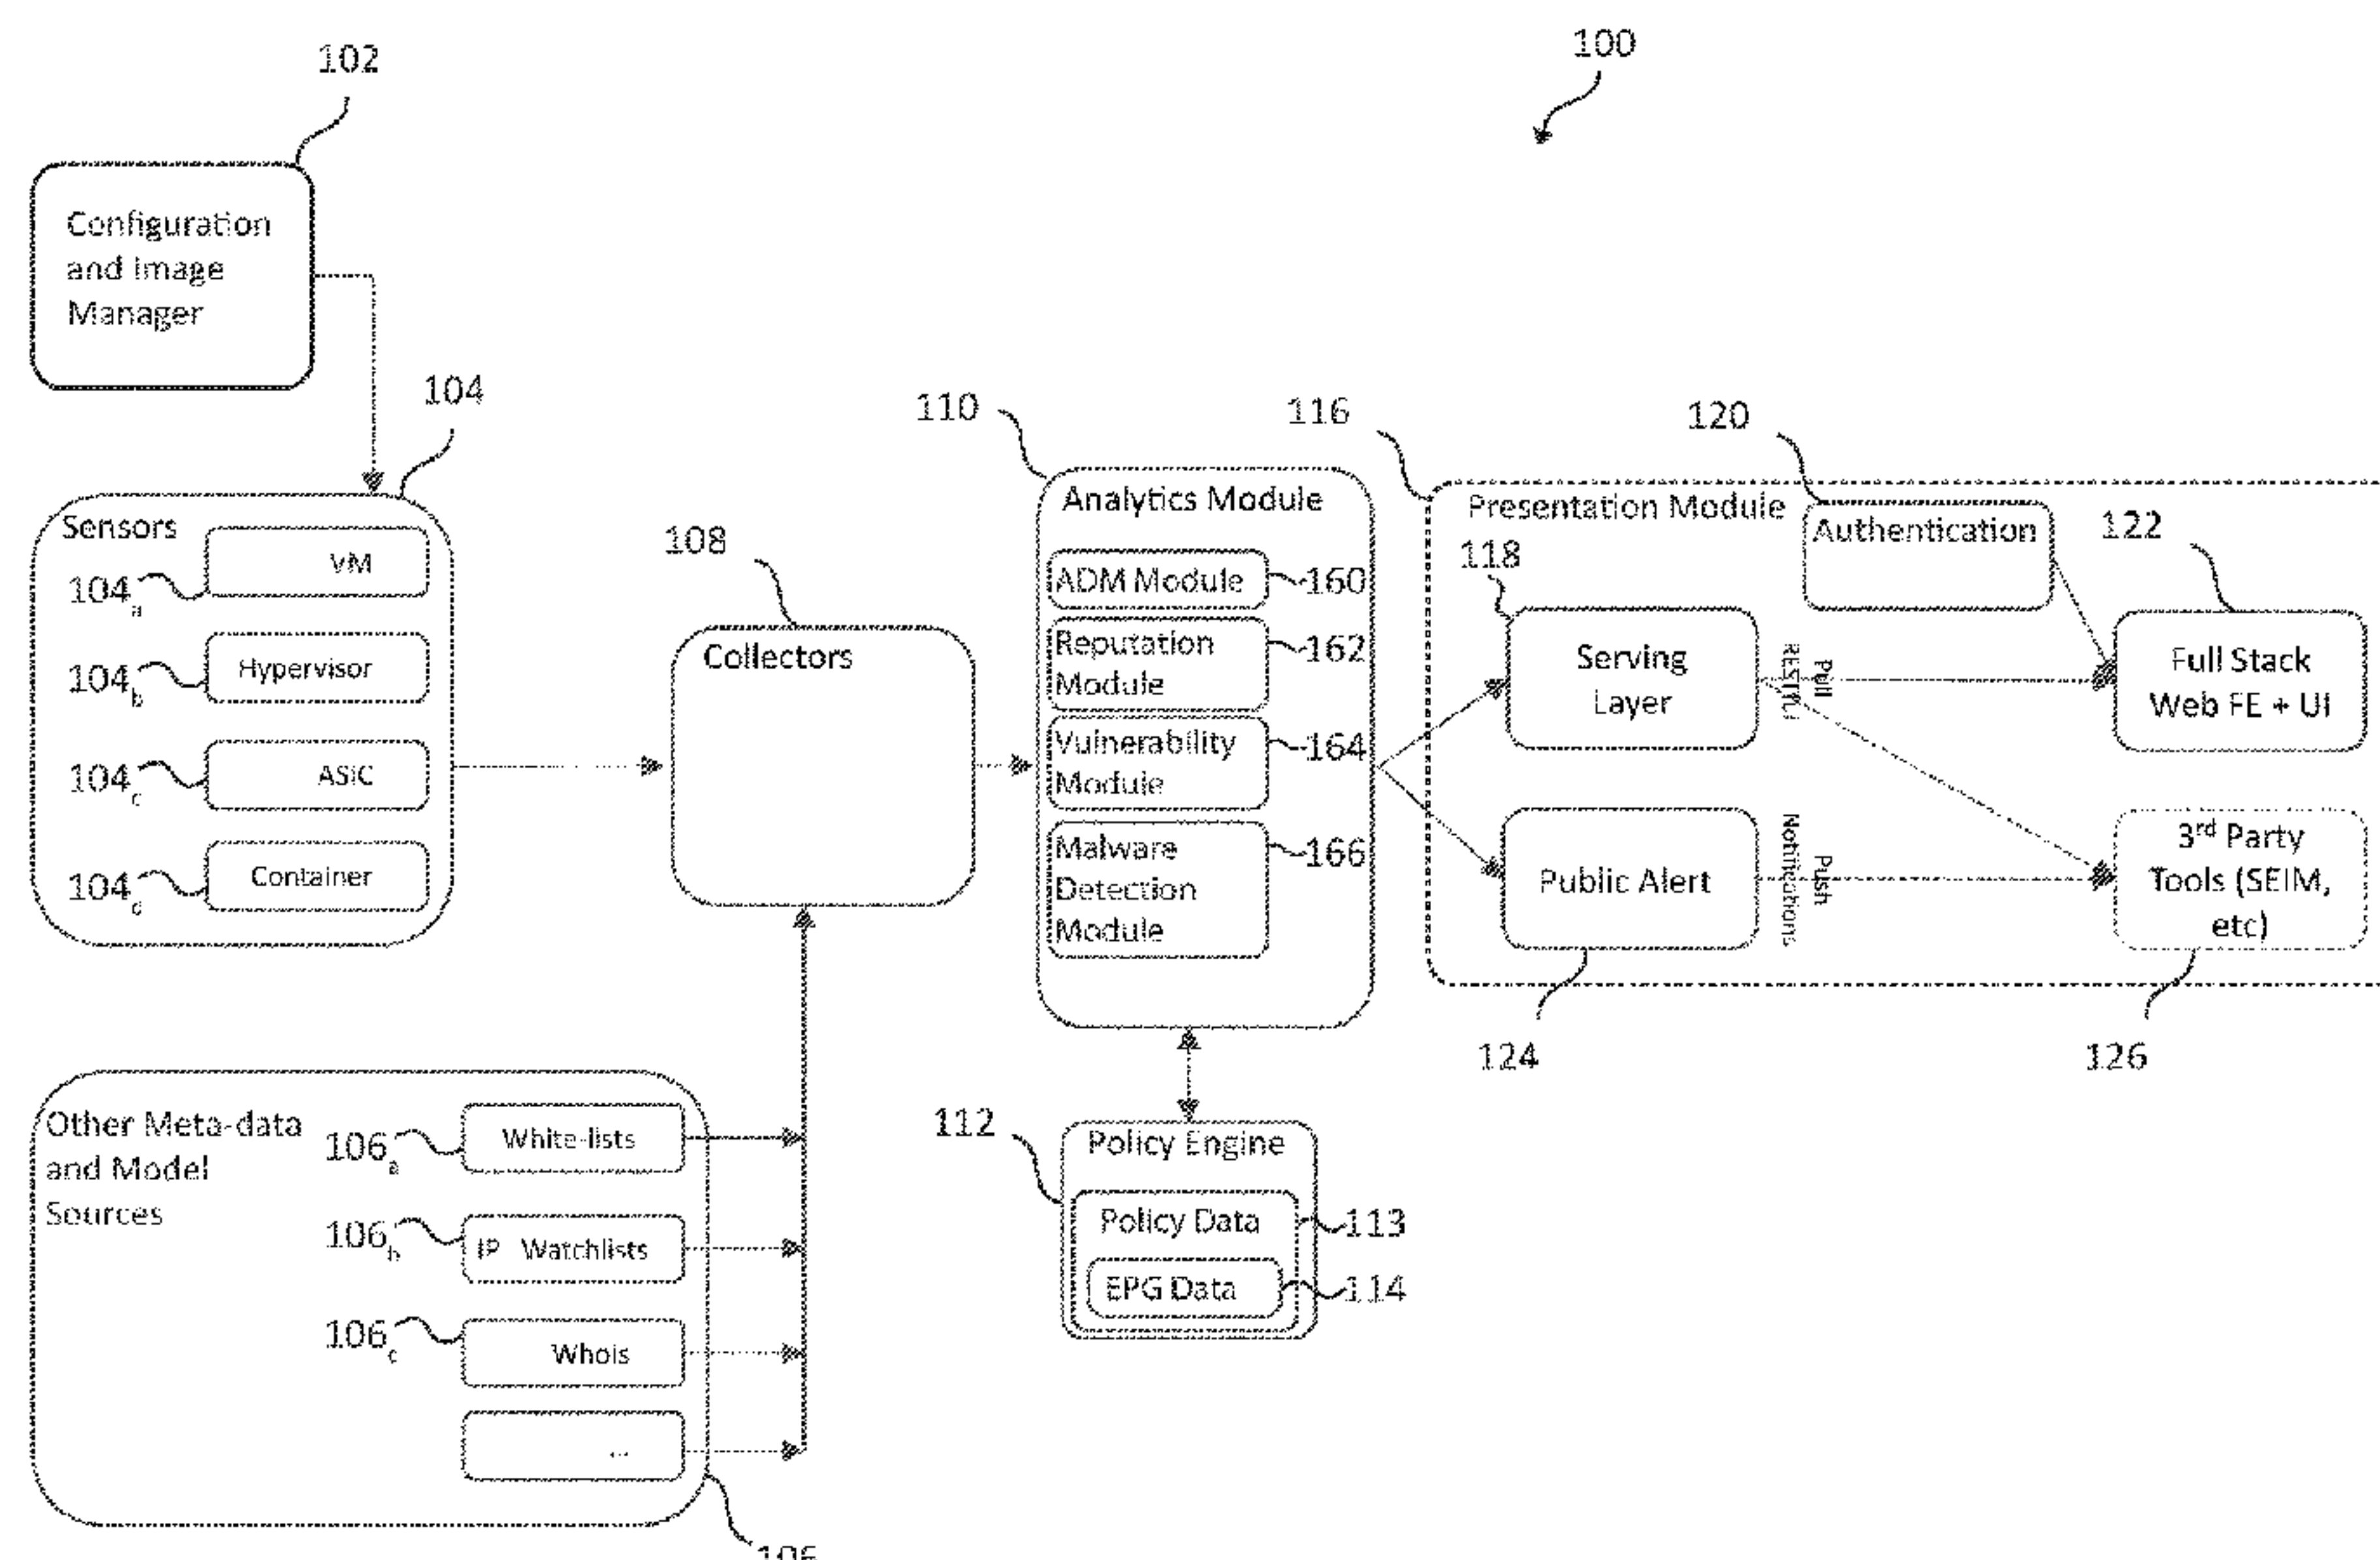 100
102
Configuration
and Image
Manager
104
Sensors
VM
104a
Hypervisor
104b
ASIC
104c
Container
104d
108
Collectors
110
Analytics Module
ADM Module
160
Reputation
Module
162
Vulnerability
Module
164
Malware
Detection
Module
166
116
Presentation Module
118
Serving
Layer
120
Authentication
122
Full Stack
Web FE + UI
Pull
RESTful
Public Alert
124
Push
Notifications
3rd Party
Tools (SEIM,
etc)
126
112
Policy Engine
Policy Data
113
EPG Data
114
Other Meta-data
and Model
Sources
106a
White-lists
106b
IP Watchlists
106c
Whois
...
106